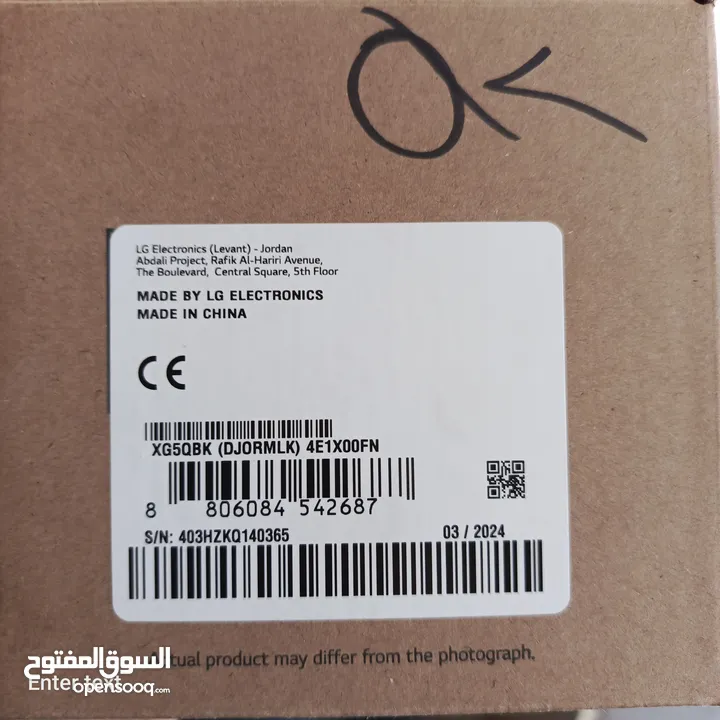 LG Electronics (Levant) - Jordan
Abdali Project, Rafik Al-Hariri Avenue,
The Boulevard, Central Square, 5th Floor
MADE BY LG ELECTRONICS
MADE IN CHINA
CE
XG5QBK (DJORMLK) 4E1X00FN
8 806084 542687
S/N: 403HZKQ140365 03 / 2024
Actual product may differ from the photograph.
السوق المفتوح
Enter text
opensooq.com